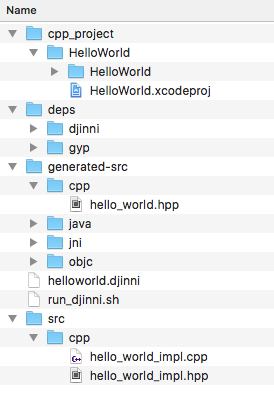 Name
cpp_project
HelloWorld
HelloWorld
HelloWorld.xcodeproj
deps
djinni
gyp
generated-src
cpp
hello_world.hpp
java
jni
objc
helloworld.djinni
run_djinni.sh
src
cpp
hello_world_impl.cpp
hello_world_impl.hpp